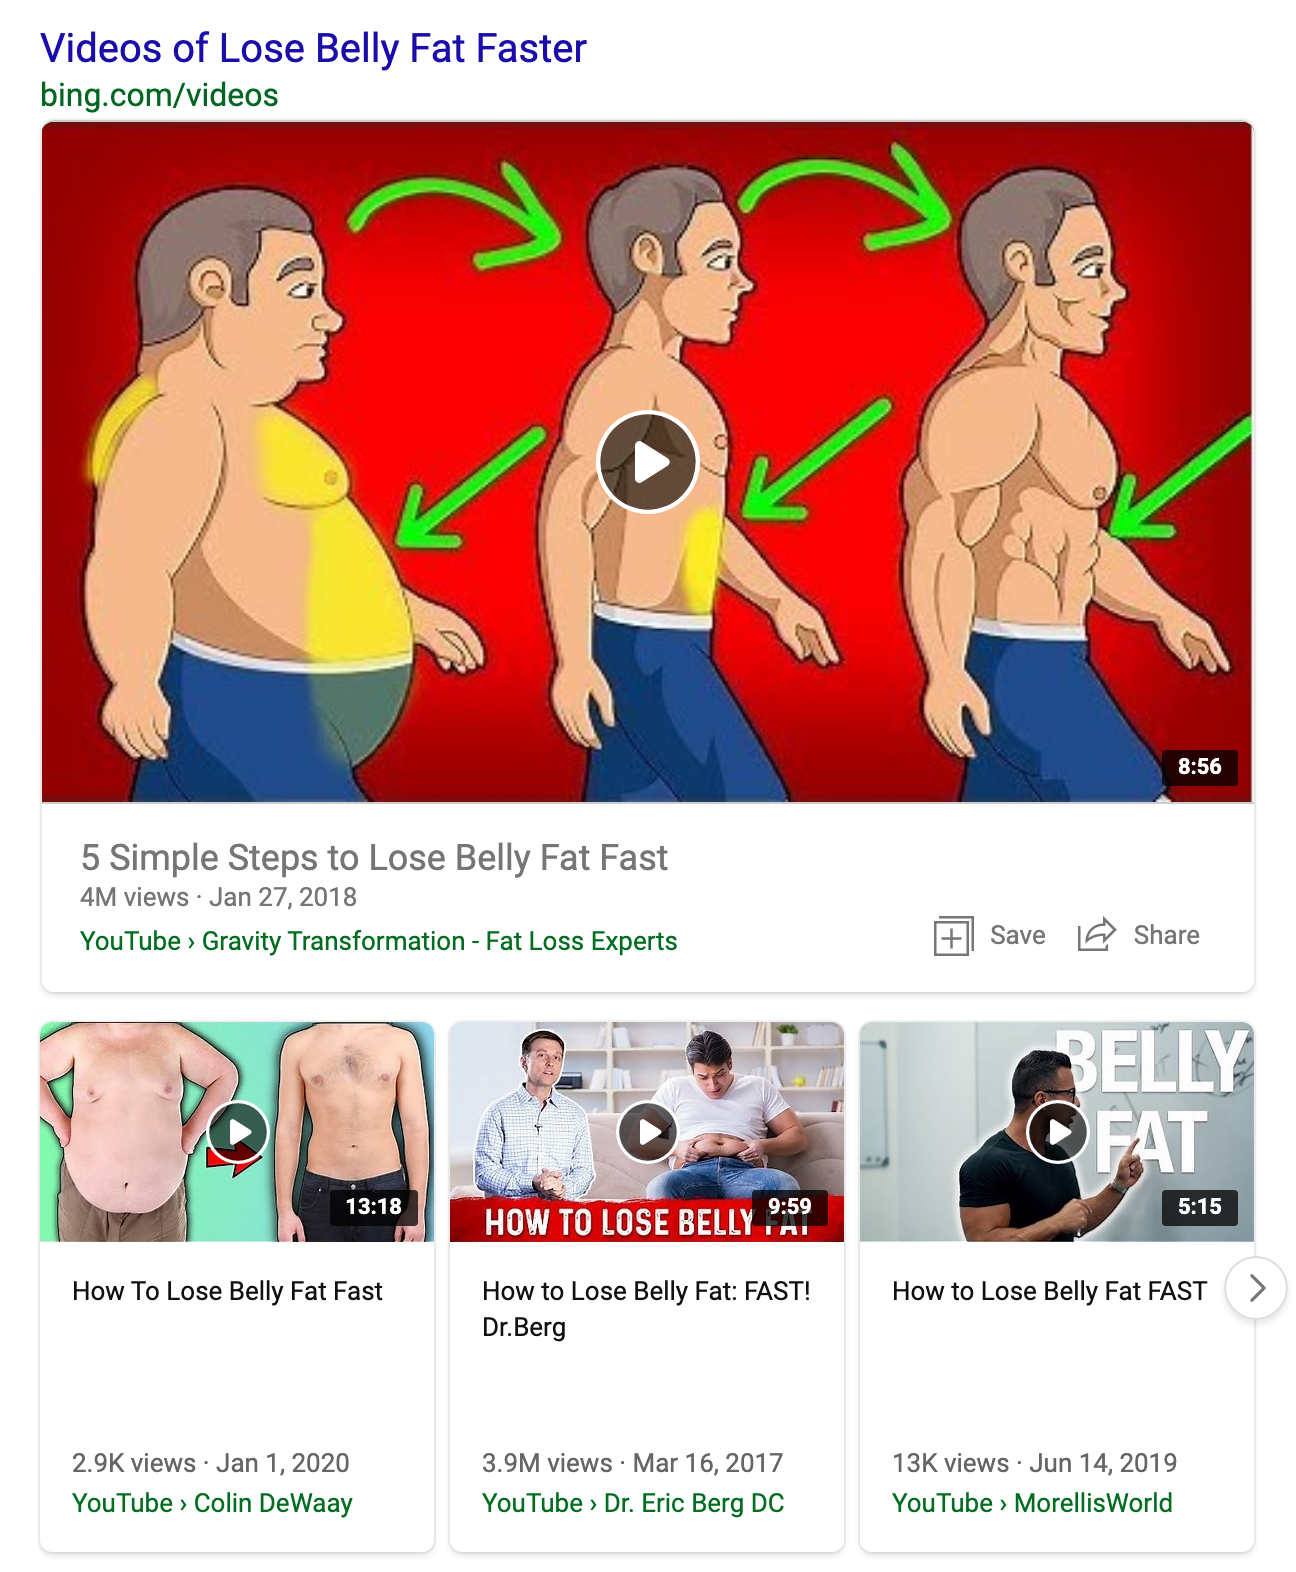 Videos of Lose Belly Fat Faster
bing.com/videos
8:56
5 Simple Steps to Lose Belly Fat Fast
4M views · Jan 27, 2018
YouTube › Gravity Transformation - Fat Loss Experts
Save
Share
13:18
How To Lose Belly Fat Fast
2.9K views · Jan 1, 2020
YouTube › Colin DeWaay
HOW TO LOSE BELLY FAT
9:59
How to Lose Belly Fat: FAST!
Dr.Berg
3.9M views · Mar 16, 2017
YouTube › Dr. Eric Berg DC
BELLY
FAT
5:15
How to Lose Belly Fat FAST
13K views · Jun 14, 2019
YouTube › MorellisWorld